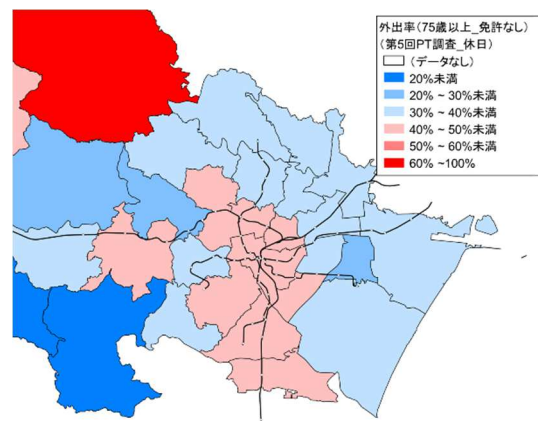 外出率(75歳以上_免許なし)
(第5回PT調査_休日)
(データなし)
20%未満
20% ~ 30%未満
30% ~ 40%未満
40% ~ 50%未満
50% ~ 60%未満
60% ~100%